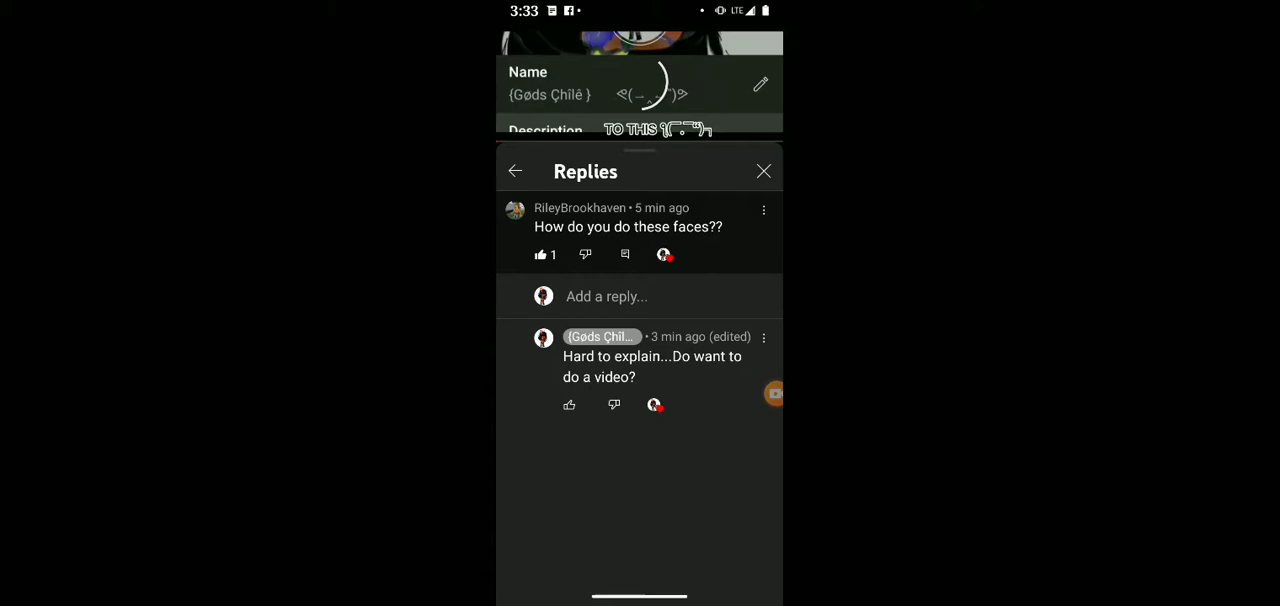 3:33 LTE
Name
{Gøds Çhîlê }
Description
TO THIS
Replies
RileyBrookhaven • 5 min ago
How do you do these faces??
1
Add a reply...
{Gøds Çhîl... • 3 min ago (edited)
Hard to explain...Do want to
do a video?